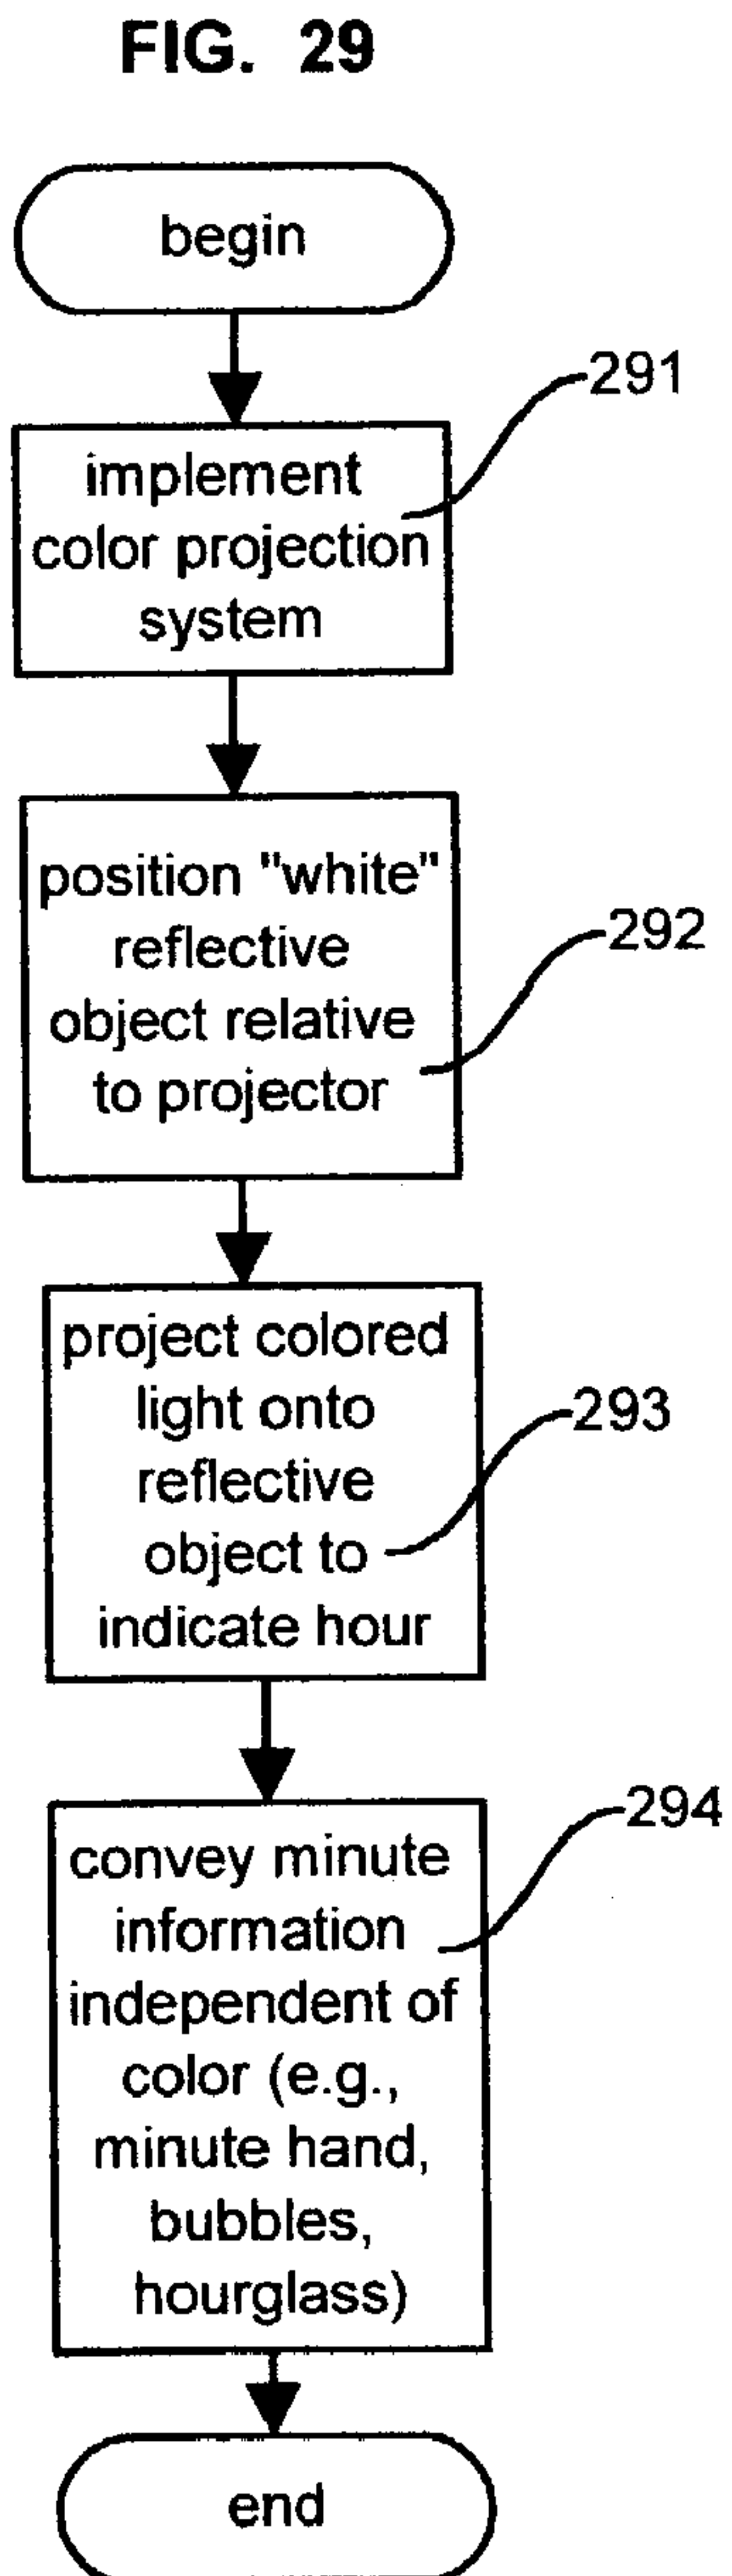 FIG. 29
begin
291
implement
color projection
system
position "white"
reflective
object relative
to projector
292
project colored
light onto
reflective
object to
indicate hour
293
convey minute
information
independent of
color (e.g.,
minute hand,
bubbles,
hourglass)
294
end